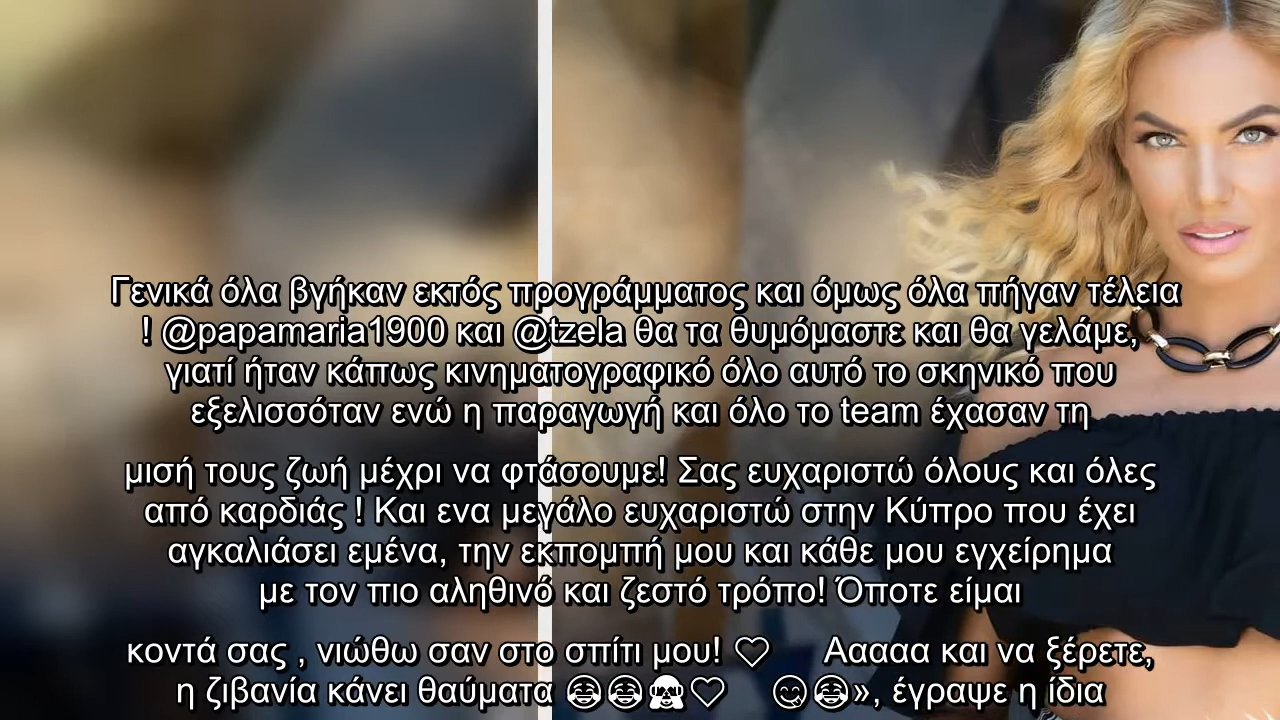 Γενικά όλα βγήκαν εκτός προγράμματος και όμως όλα πήγαν τέλεια
! @papamaria1900 και @tzela θα τα θυμόμαστε και θα γελάμε,
γιατί ήταν κάπως κινηματογραφικό όλο αυτό το σκηνικό που
εξελισσόταν ενώ η παραγωγή και όλο το team έχασαν τη
μισή τους ζωή μέχρι να φτάσουμε! Σας ευχαριστώ όλους και όλες
από καρδιάς ! Και ενα μεγάλο ευχαριστώ στην Κύπρο που έχει
αγκαλιάσει εμένα, την εκπομπή μου και κάθε μου εγχείρημα
με τον πιο αληθινό και ζεστό τρόπο! Όποτε είμαι
κοντά σας , νιώθω σαν στο σπίτι μου! ♡ Ααααα και να ξέρετε,
η ζιβανία κάνει θαύματα 😂😂🙈♡ 😋😂», έγραψε η ίδια